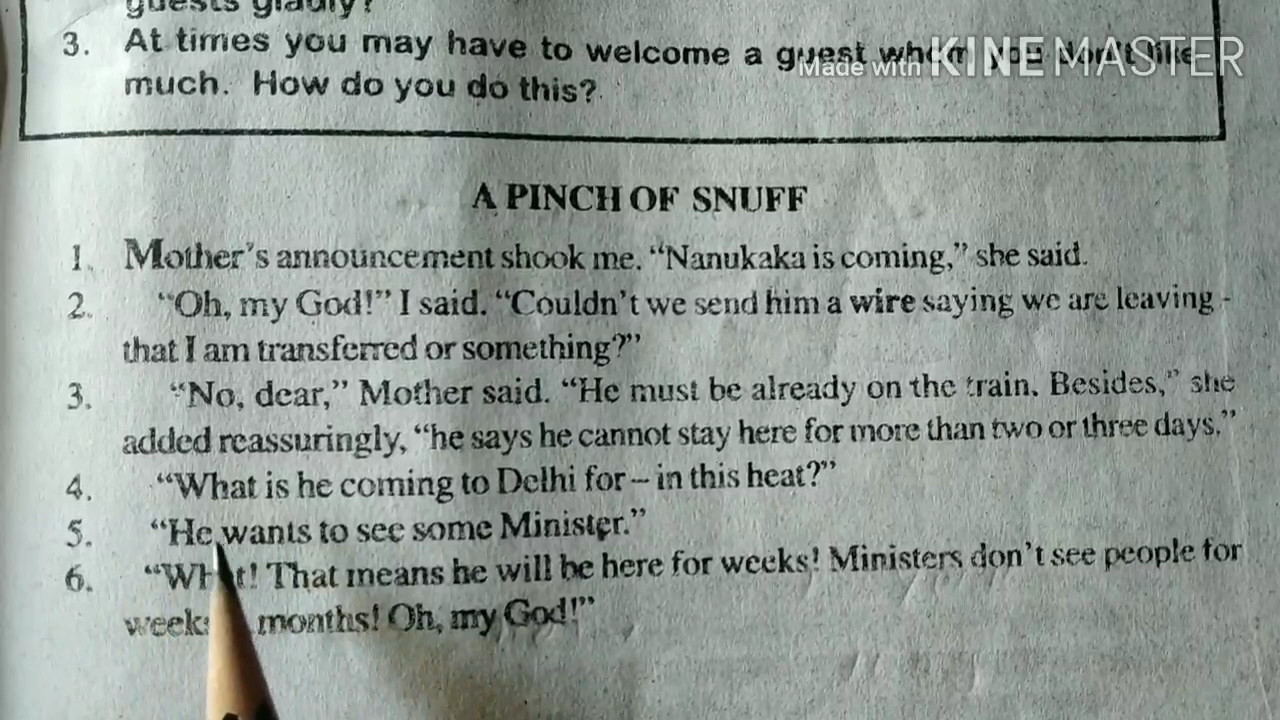 guests gladly?
3. At times you may have to welcome a guest whom you don't like
Made with KINEMASTER
much. How do you do this?
A PINCH OF SNUFF
1. Mother's announcement shook me. “Nanukaka is coming,” she said.
2. “Oh, my God!” I said. “Couldn't we send him a wire saying we are leaving -
that I am transferred or something?”
3. “No, dear,” Mother said. “He must be already on the train. Besides,” she
added reassuringly, “he says he cannot stay here for more than two or three days.”
4. “What is he coming to Delhi for – in this heat?”
5. “He wants to see some Minister.”
6. “What! That means he will be here for weeks! Ministers don't see people for
months! Oh, my God!”